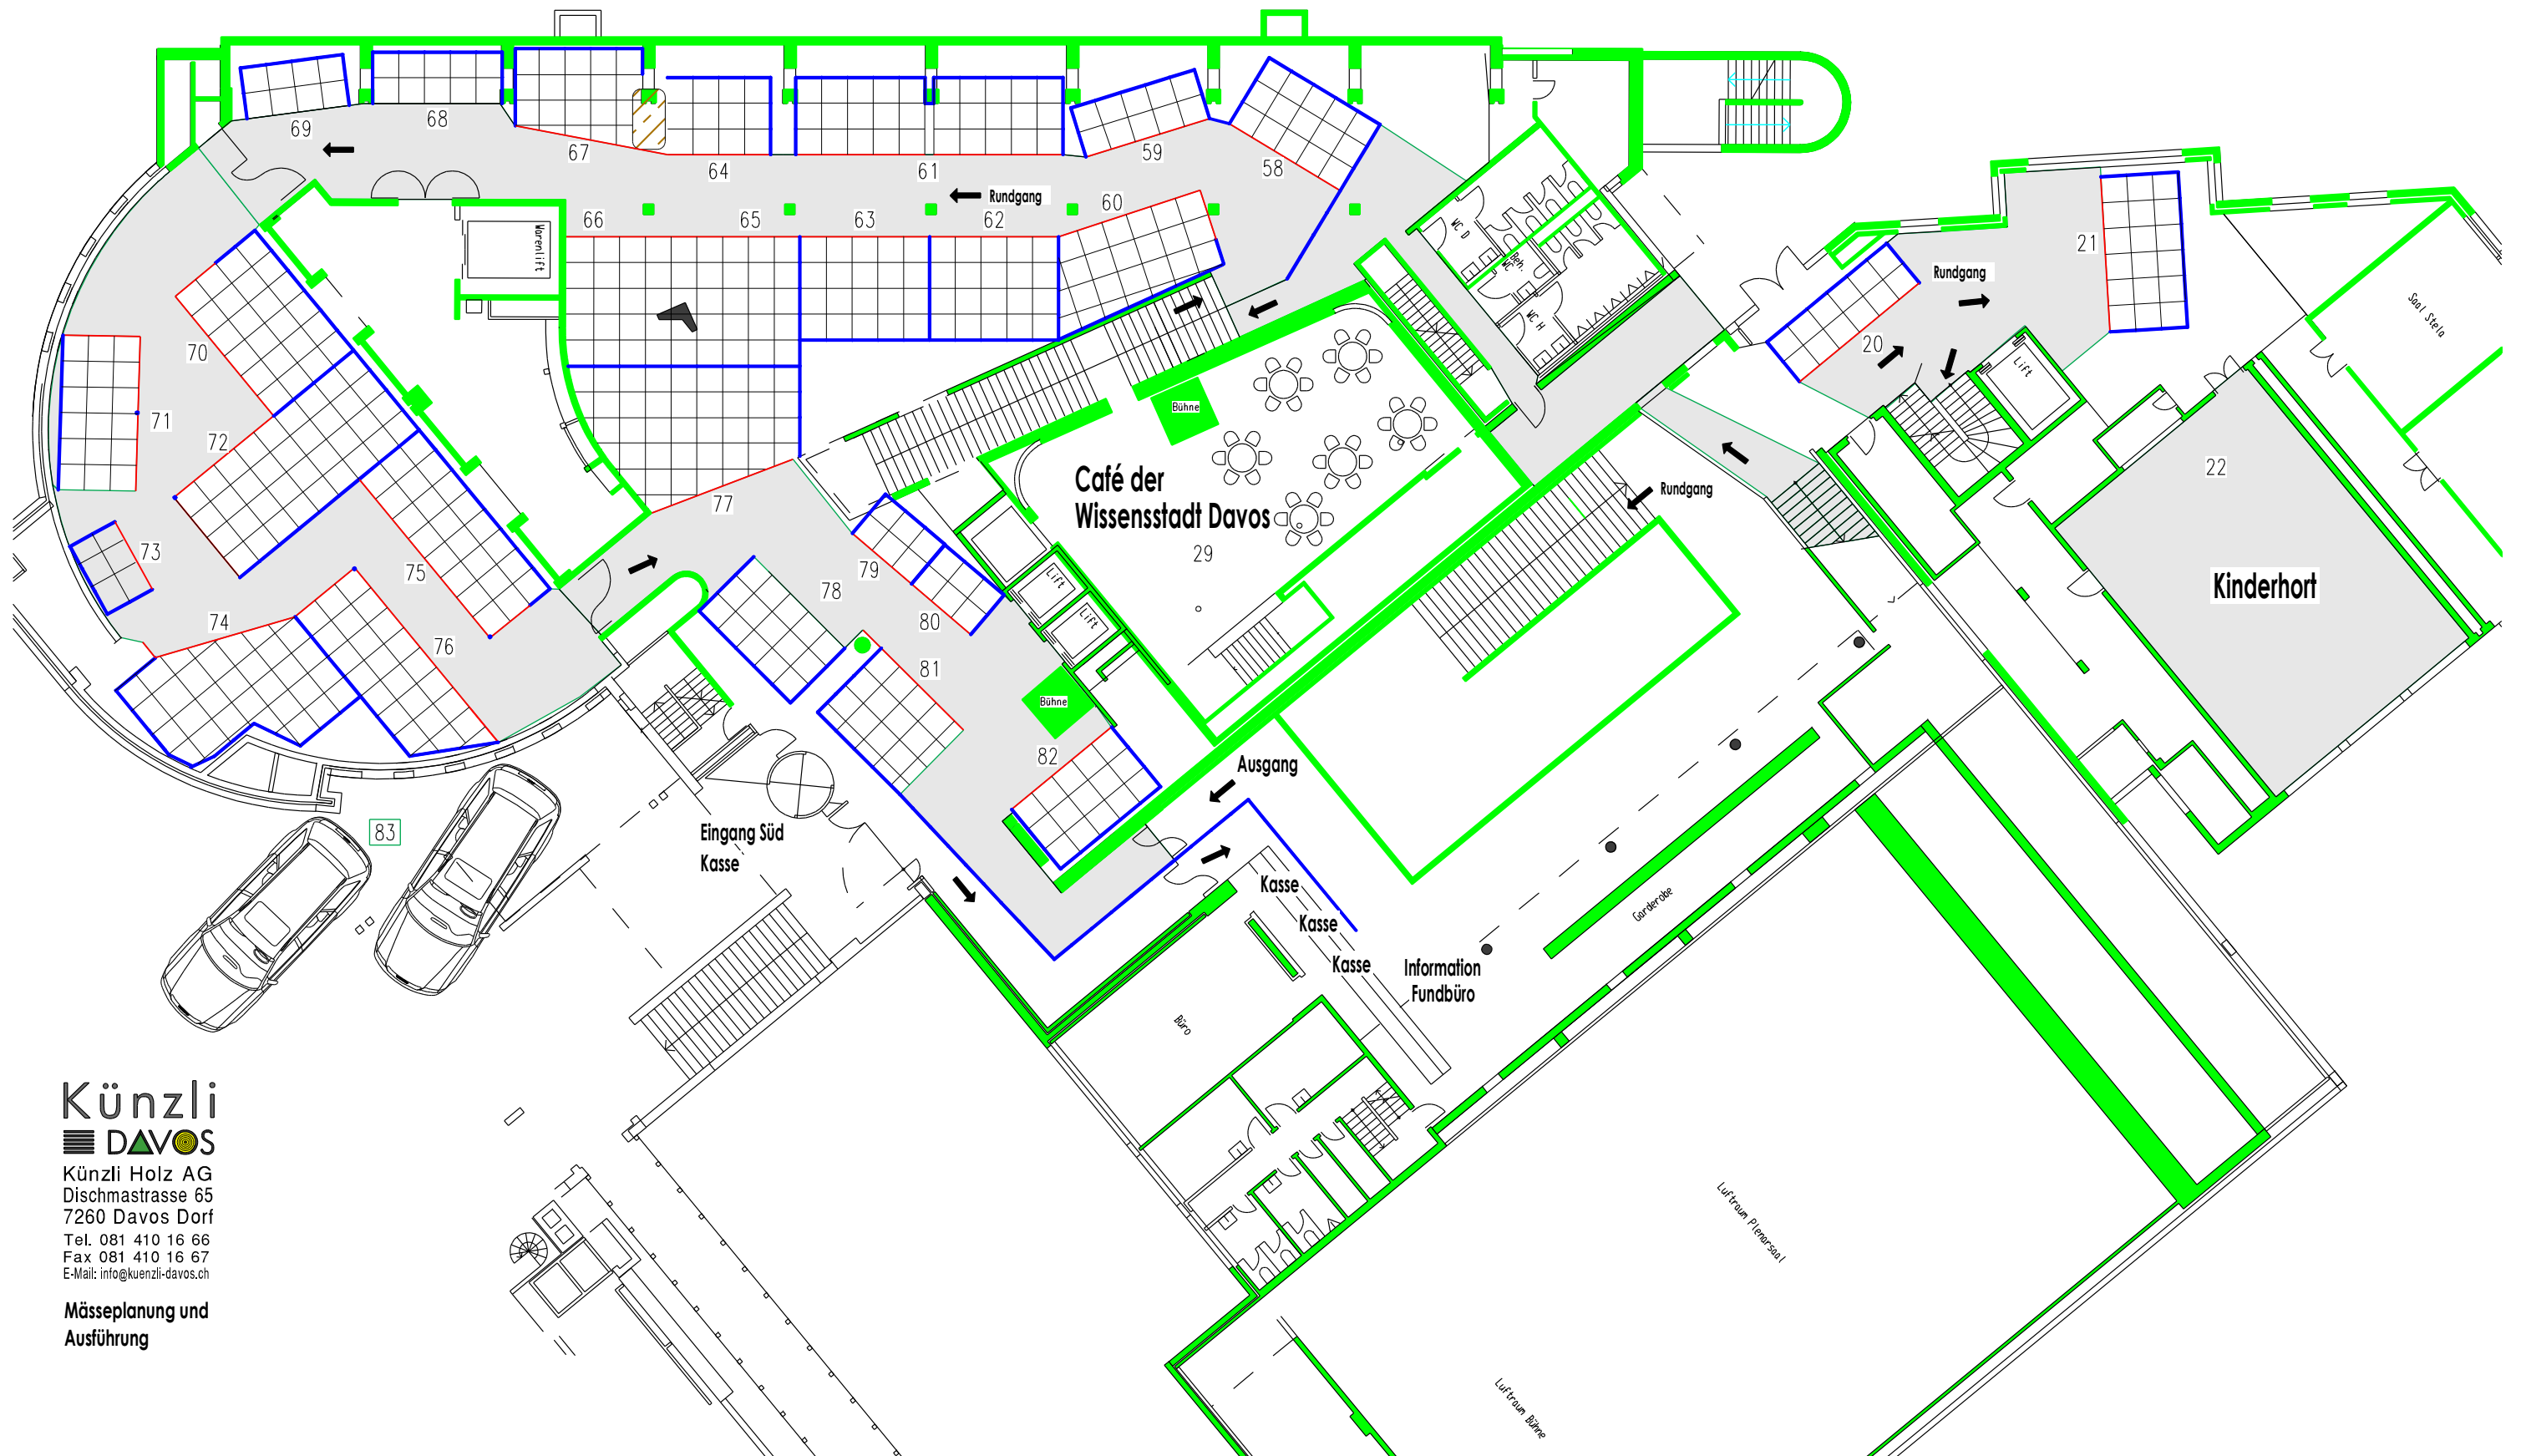 69
68
67
64
61
59
58
Rundgang
66
65
63
62
60
Warenlift
WC D
Beh.
WC
WC H
21
Rundgang
20
Lift
Saal Stela
70
71
72
73
74
75
76
77
78
79
80
81
82
83
Bühne
Café der
Wissensstadt Davos
29
Rundgang
22
Kinderhort
Lift
Lift
Bühne
Ausgang
Eingang Süd
Kasse
Kasse
Kasse
Kasse
Information
Fundbüro
Garderobe
Büro
Luftraum Plenarsaal
Luftraum Bühne
Künzli
DAVOS
Künzli Holz AG
Dischmastrasse 65
7260 Davos Dorf
Tel. 081 410 16 66
Fax 081 410 16 67
E-Mail: info@kuenzli-davos.ch
Mässeplanung und
Ausführung